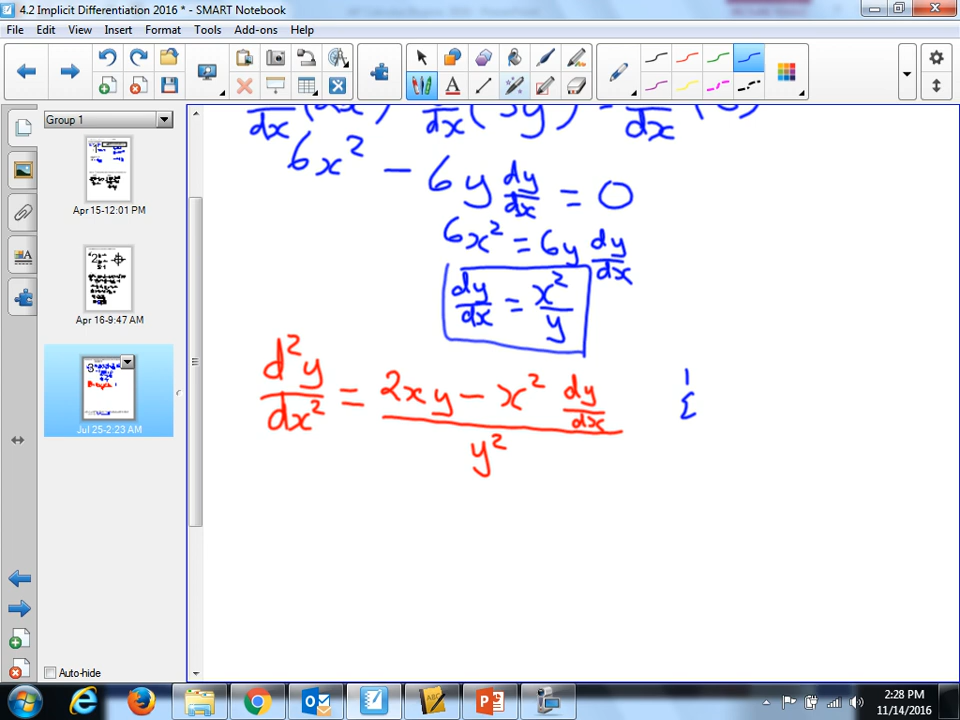 4.2 Implicit Differentiation 2016 * - SMART Notebook
File Edit View Insert Format Tools Add-ons Help
Group 1
Apr 15-12:01 PM
Apr 16-9:47 AM
Jul 25-2:23 AM
Auto-hide
6x² − 6y dy/dx = 0
6x² = 6y dy/dx
dy/dx = x²/y
d²y/dx² = (2xy − x² dy/dx)/y²
2:28 PM
11/14/2016